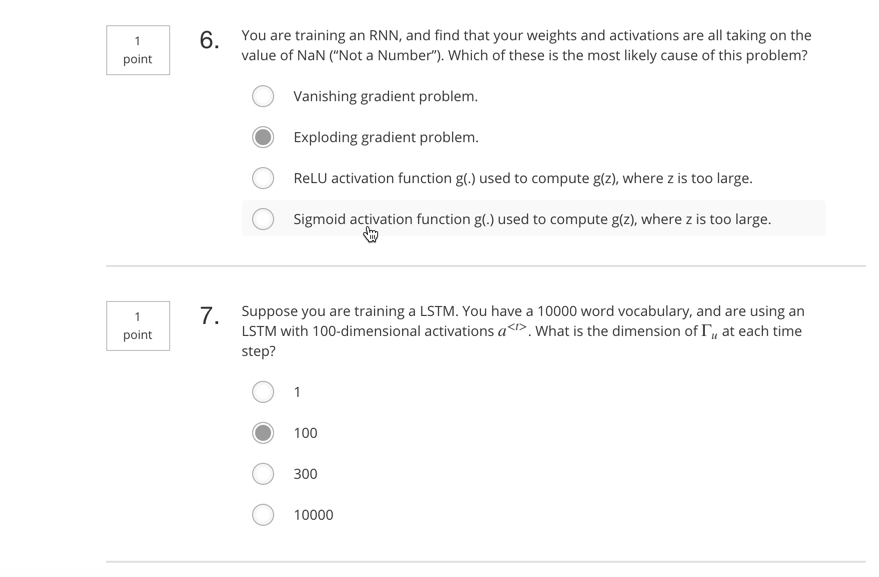 1
point
6.
You are training an RNN, and find that your weights and activations are all taking on the
value of NaN (“Not a Number”). Which of these is the most likely cause of this problem?
Vanishing gradient problem.
Exploding gradient problem.
ReLU activation function g(.) used to compute g(z), where z is too large.
Sigmoid activation function g(.) used to compute g(z), where z is too large.
1
point
7.
Suppose you are training a LSTM. You have a 10000 word vocabulary, and are using an
LSTM with 100-dimensional activations a<t>. What is the dimension of Γu at each time
step?
1
100
300
10000